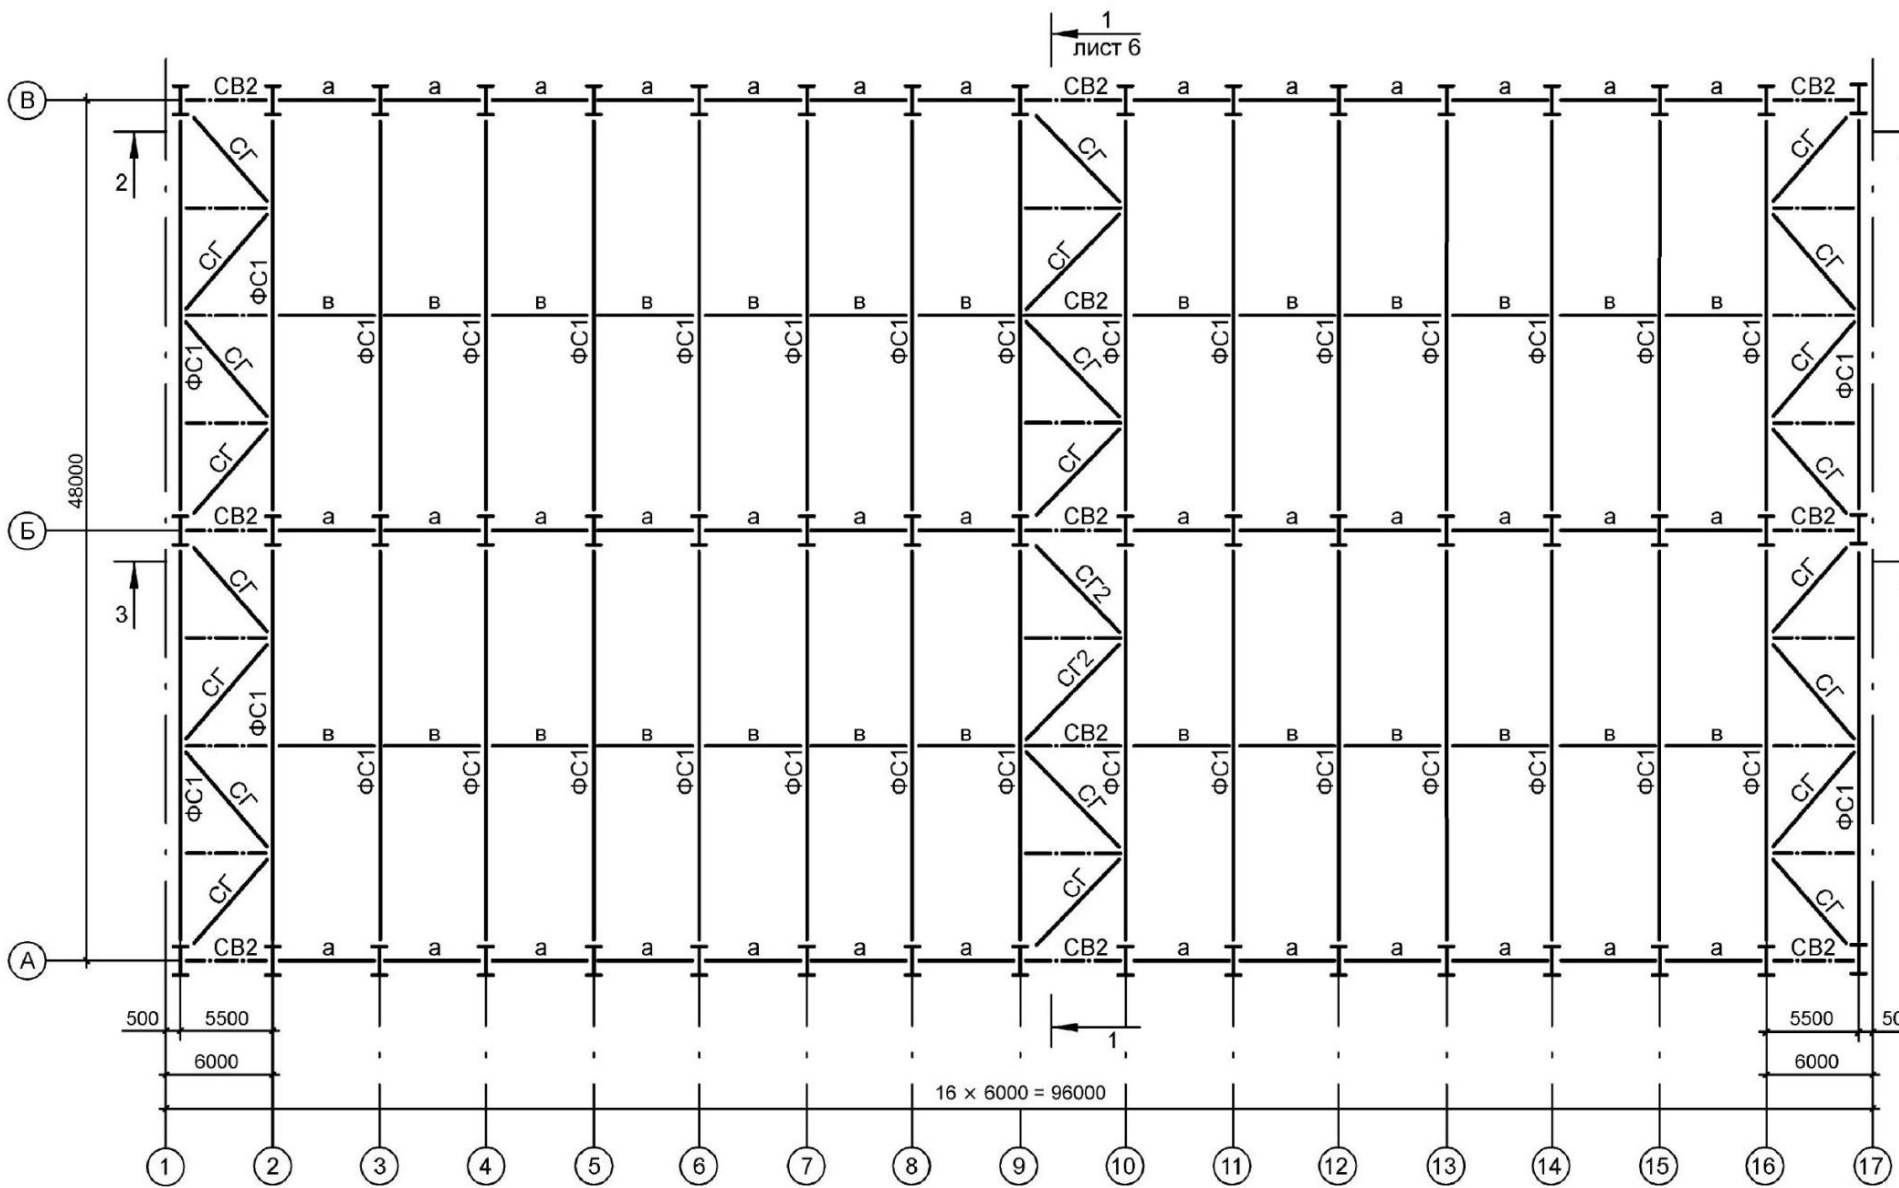 1
лист 6
В СВ2 а а а а а а а СВ2 а а а а а а СВ2
2
СГ СГ СГ
СГ СГ СГ
ФС1
в в в в в в в СВ2 в в в в в в
ФС1 СГ ФС1 ФС1 ФС1 ФС1 ФС1 ФС1 ФС1 СГ ФС1 ФС1 ФС1 ФС1 ФС1 ФС1 ФС1 СГ ФС1
СГ СГ СГ
48000
Б СВ2 а а а а а а а СВ2 а а а а а а СВ2
3
СГ СГ2 СГ
СГ СГ2 СГ
ФС1
в в в в в в в СВ2 в в в в в в
ФС1 СГ ФС1 ФС1 ФС1 ФС1 ФС1 ФС1 ФС1 СГ ФС1 ФС1 ФС1 ФС1 ФС1 ФС1 ФС1 СГ ФС1
СГ СГ СГ
А СВ2 а а а а а а а СВ2 а а а а а а СВ2
500 5500 1 5500
6000 6000
16 × 6000 = 96000
1 2 3 4 5 6 7 8 9 10 11 12 13 14 15 16 17